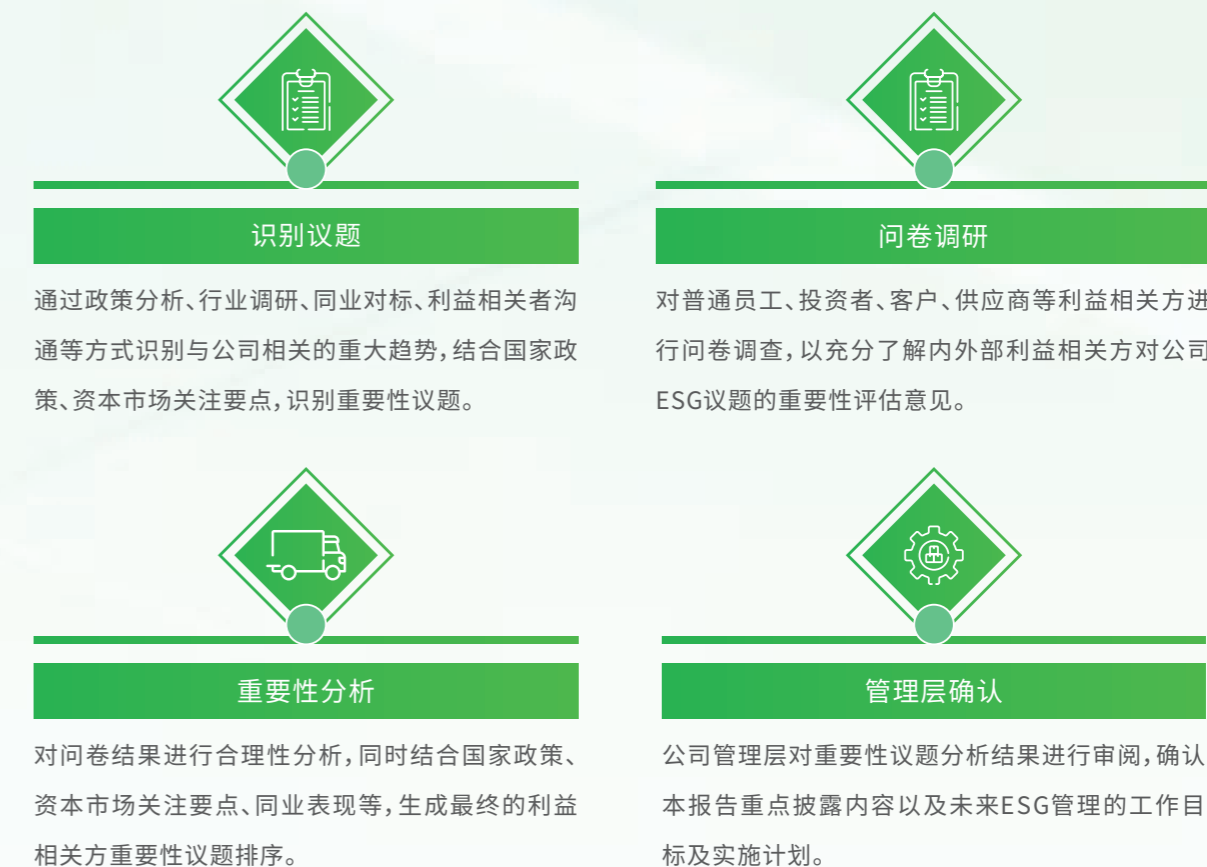 识别议题
通过政策分析、行业调研、同业对标、利益相关者沟
通等方式识别与公司相关的重大趋势,结合国家政
策、资本市场关注要点,识别重要性议题。
问卷调研
对普通员工、投资者、客户、供应商等利益相关方进
行问卷调查,以充分了解内外部利益相关方对公司
ESG议题的重要性评估意见。
重要性分析
对问卷结果进行合理性分析,同时结合国家政策、
资本市场关注要点、同业表现等,生成最终的利益
相关方重要性议题排序。
管理层确认
公司管理层对重要性议题分析结果进行审阅,确认
本报告重点披露内容以及未来ESG管理的工作目
标及实施计划。